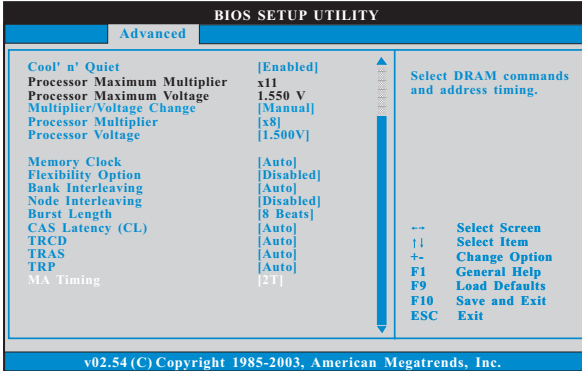 BIOS SETUP UTILITY
Advanced
Cool' n' Quiet [Enabled]
Processor Maximum Multiplier x11
Processor Maximum Voltage 1.550 V
Multiplier/Voltage Change [Manual]
Processor Multiplier [x8]
Processor Voltage [1.500V]
Memory Clock [Auto]
Flexibility Option [Disabled]
Bank Interleaving [Auto]
Node Interleaving [Disabled]
Burst Length [8 Beats]
CAS Latency (CL) [Auto]
TRCD [Auto]
TRAS [Auto]
TRP [Auto]
MA Timing [2T]
Select DRAM commands
and address timing.
←→ Select Screen
↑↓ Select Item
+- Change Option
F1 General Help
F9 Load Defaults
F10 Save and Exit
ESC Exit
v02.54 (C) Copyright 1985-2003, American Megatrends, Inc.